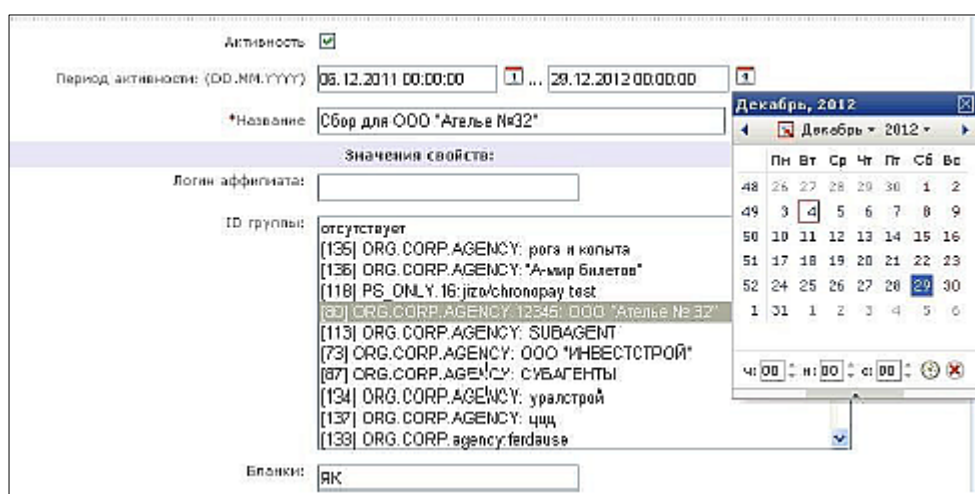 Активность
Период активности: (DD.MM.YYYY) 06.12.2011 00:00:00 1 ... 29.12.2012 00:00:00 1
*Название Сбор для ООО "Ателье №32"
Значения свойств:
Логин аффилиата:
ID группы:
отсутствует
[135] ORG.CORP.AGENCY: рога и копыта
[136] ORG.CORP.AGENCY: "А-мир билетов"
[118] PS_ONLY.16:jizo/chronopay test
[80] ORG.CORP.AGENCY.12345: ООО "Ателье № 32"
[113] ORG.CORP.AGENCY: SUBAGENT
[73] ORG.CORP.AGENCY: ООО "ИНВЕСТСТРОЙ"
[87] ORG.CORP.AGENCY: СУБАГЕНТЫ
[134] ORG.CORP.AGENCY: уралстрой
[137] ORG.CORP.AGENCY: ццц
[133] ORG.CORP.agency:ferdause
Бланки: ЯК
Декабрь, 2012
Декабрь 2012
Пн Вт Ср Чт Пт Сб Вс
48 26 27 28 29 30 1 2
49 3 4 5 6 7 8 9
50 10 11 12 13 14 15 16
51 17 18 19 20 21 22 23
52 24 25 26 27 28 29 30
1 31 1 2 3 4 5 6
ч: 00 м: 00 с: 00